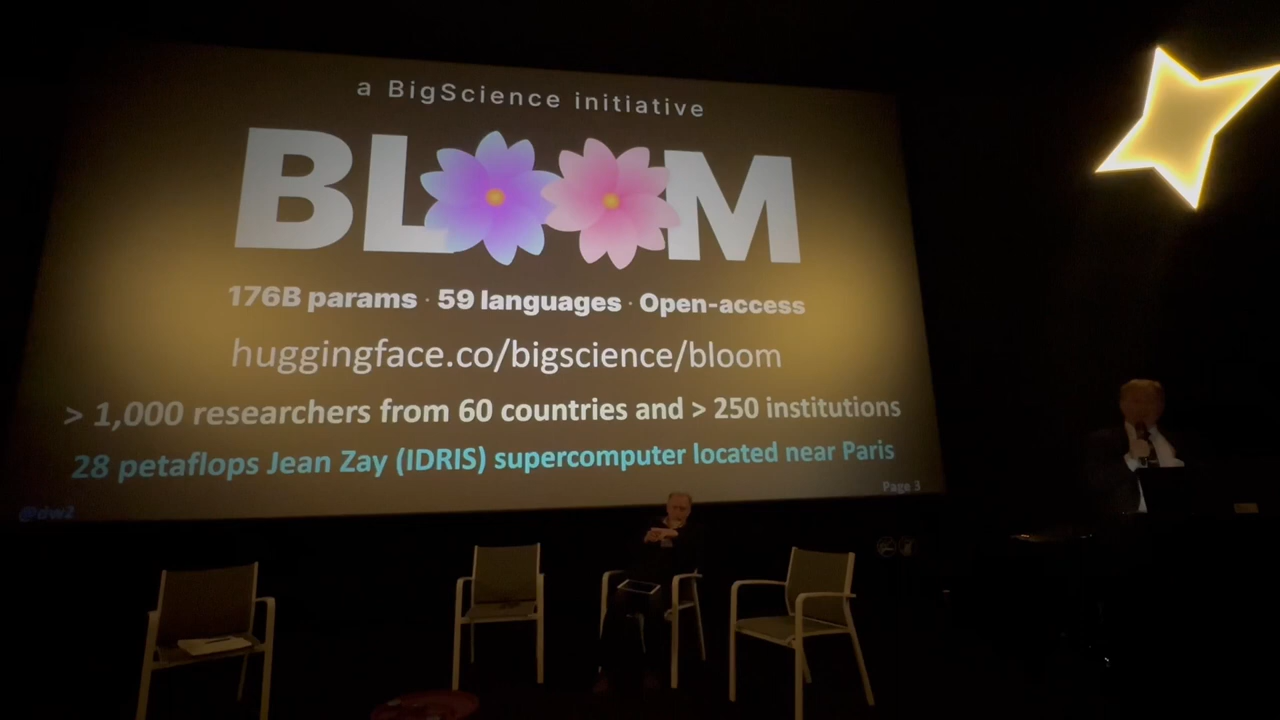 a BigScience initiative
BLOOM
176B params · 59 languages · Open-access
huggingface.co/bigscience/bloom
> 1,000 researchers from 60 countries and > 250 institutions
28 petaflops Jean Zay (IDRIS) supercomputer located near Paris
Page 3
@dw2